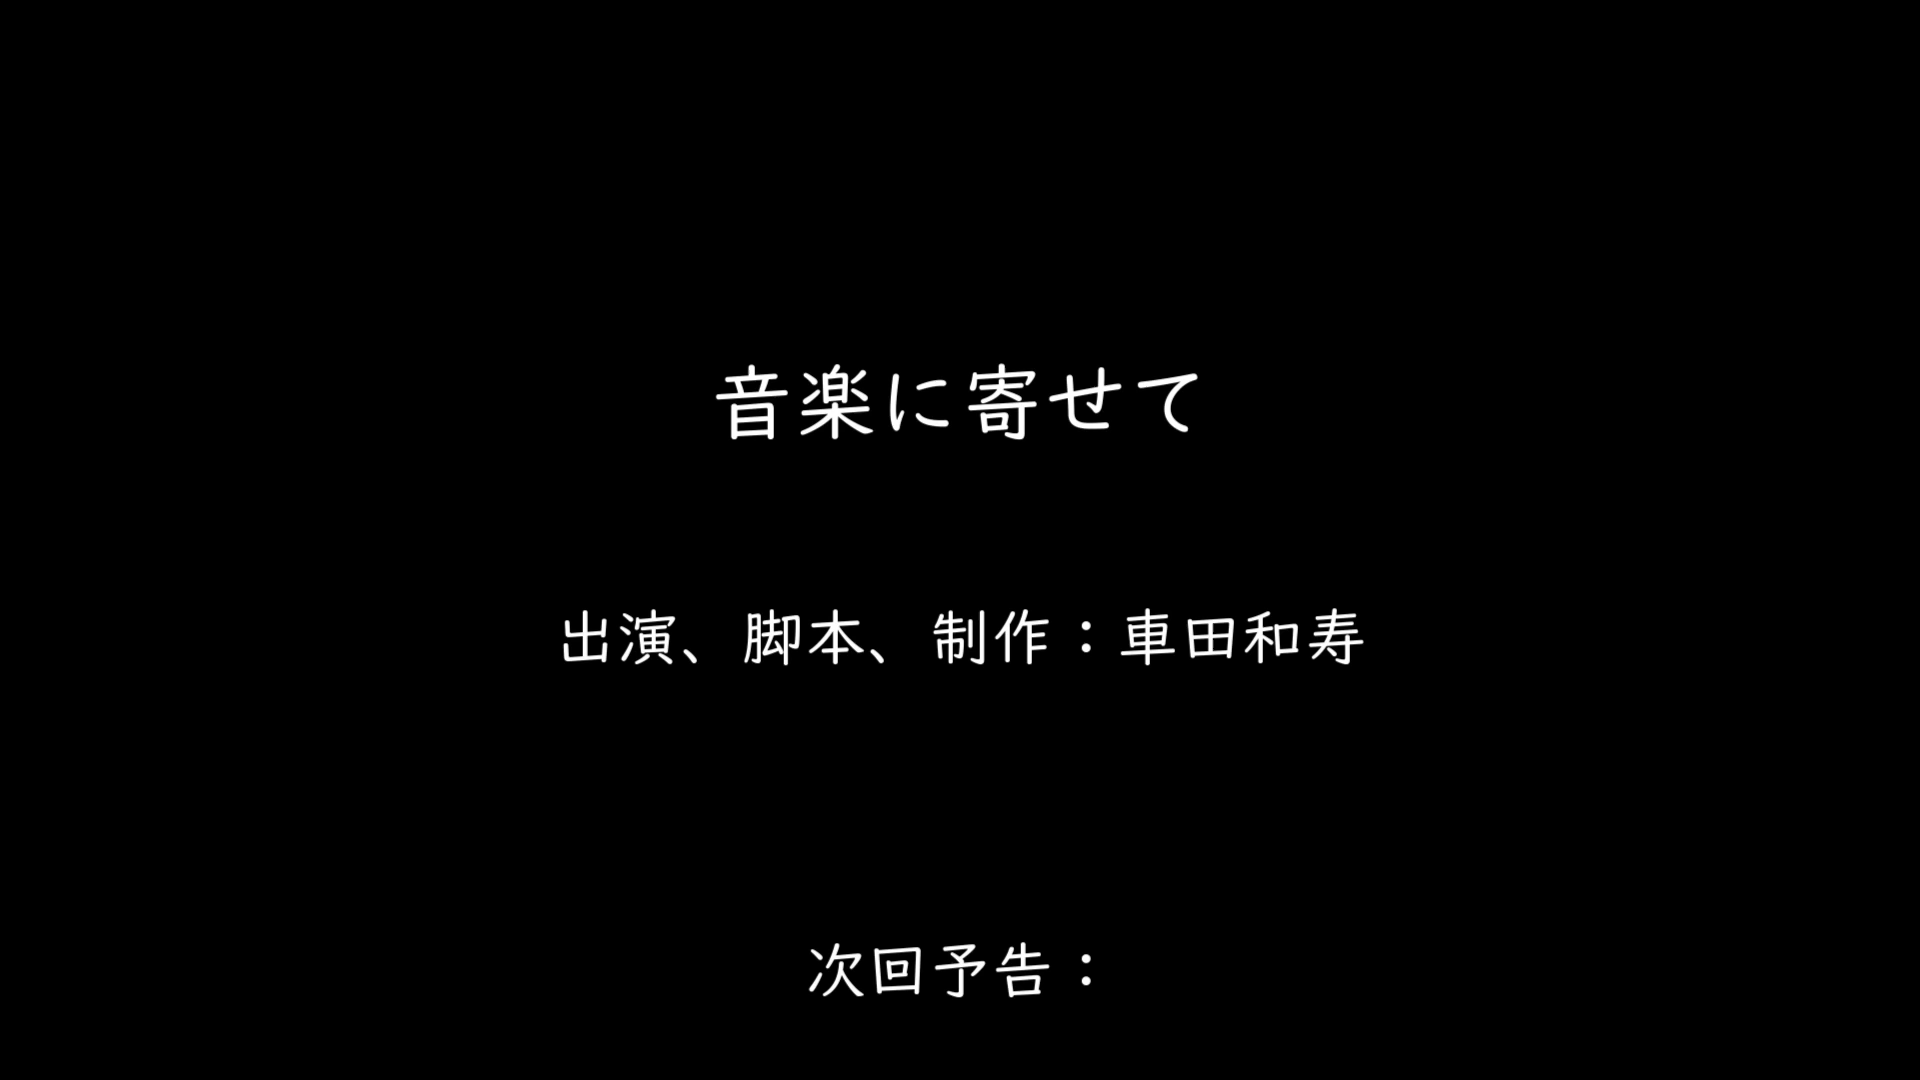 音楽に寄せて
出演、脚本、制作：車田和寿
次回予告：